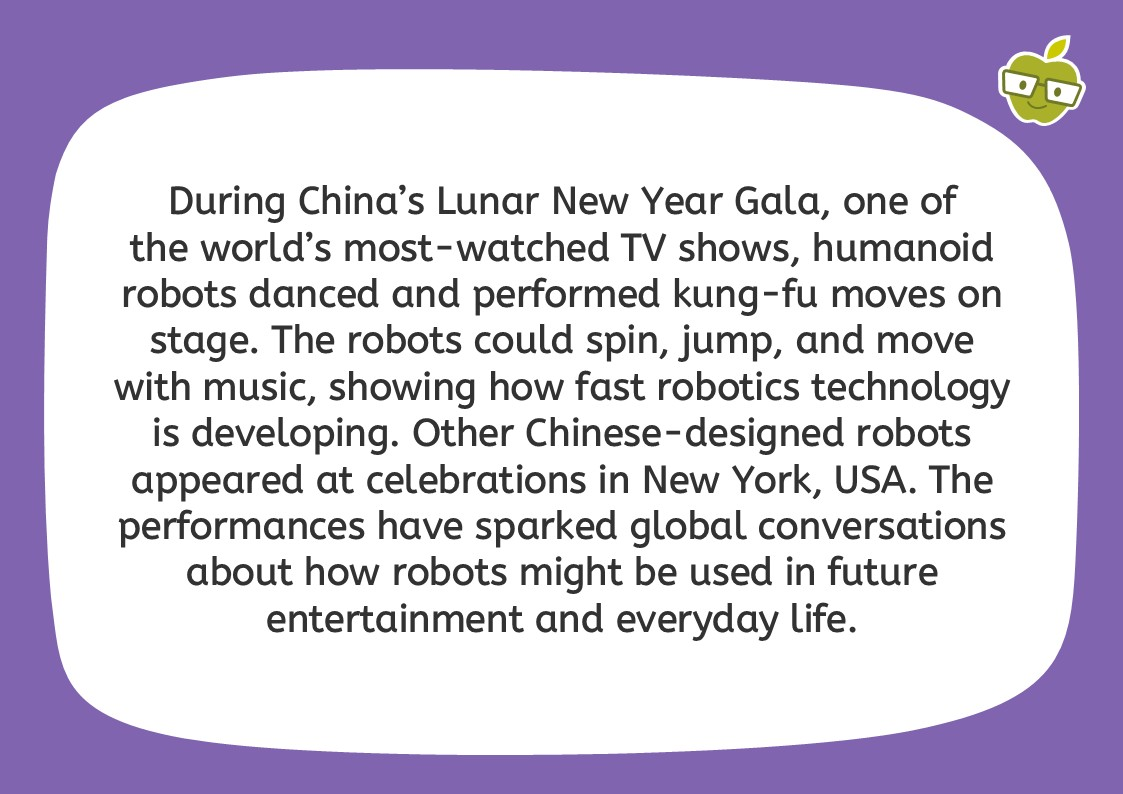 During China’s Lunar New Year Gala, one of
the world’s most-watched TV shows, humanoid
robots danced and performed kung-fu moves on
stage. The robots could spin, jump, and move
with music, showing how fast robotics technology
is developing. Other Chinese-designed robots
appeared at celebrations in New York, USA. The
performances have sparked global conversations
about how robots might be used in future
entertainment and everyday life.